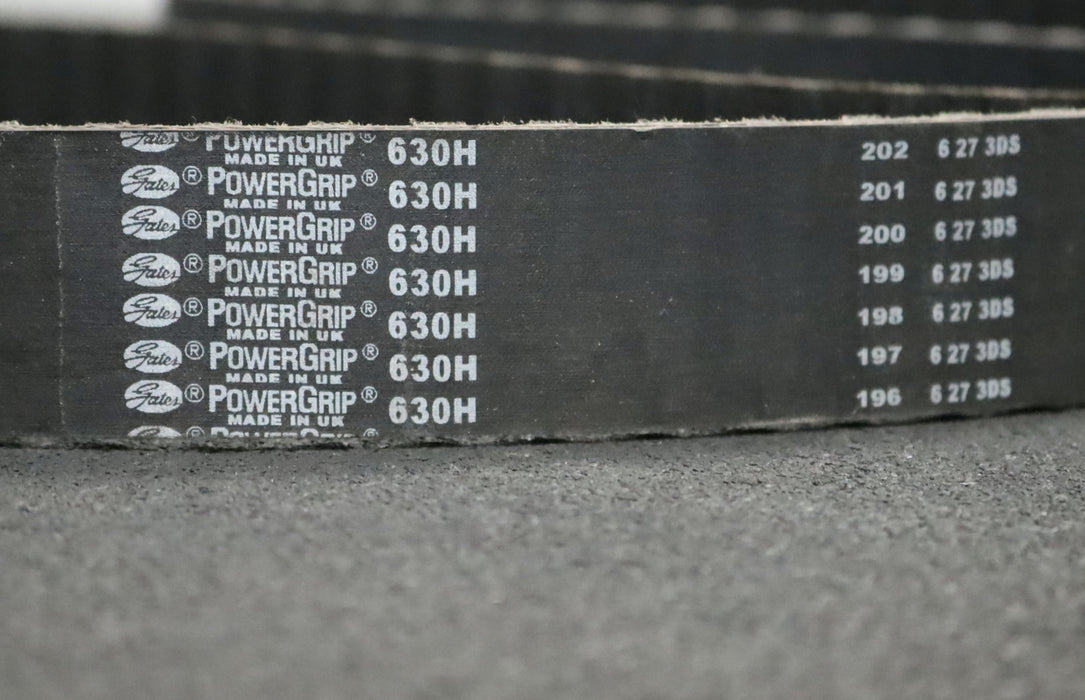 Gates ® POWERGRIP ® 630H 202 6 27 3DS
MADE IN UK
Gates ® POWERGRIP ® 630H 201 6 27 3DS
MADE IN UK
Gates ® POWERGRIP ® 630H 200 6 27 3DS
MADE IN UK
Gates ® POWERGRIP ® 630H 199 6 27 3DS
MADE IN UK
Gates ® POWERGRIP ® 630H 198 6 27 3DS
MADE IN UK
Gates ® POWERGRIP ® 630H 197 6 27 3DS
MADE IN UK
Gates ® POWERGRIP ® 630H 196 6 27 3DS
MADE IN UK